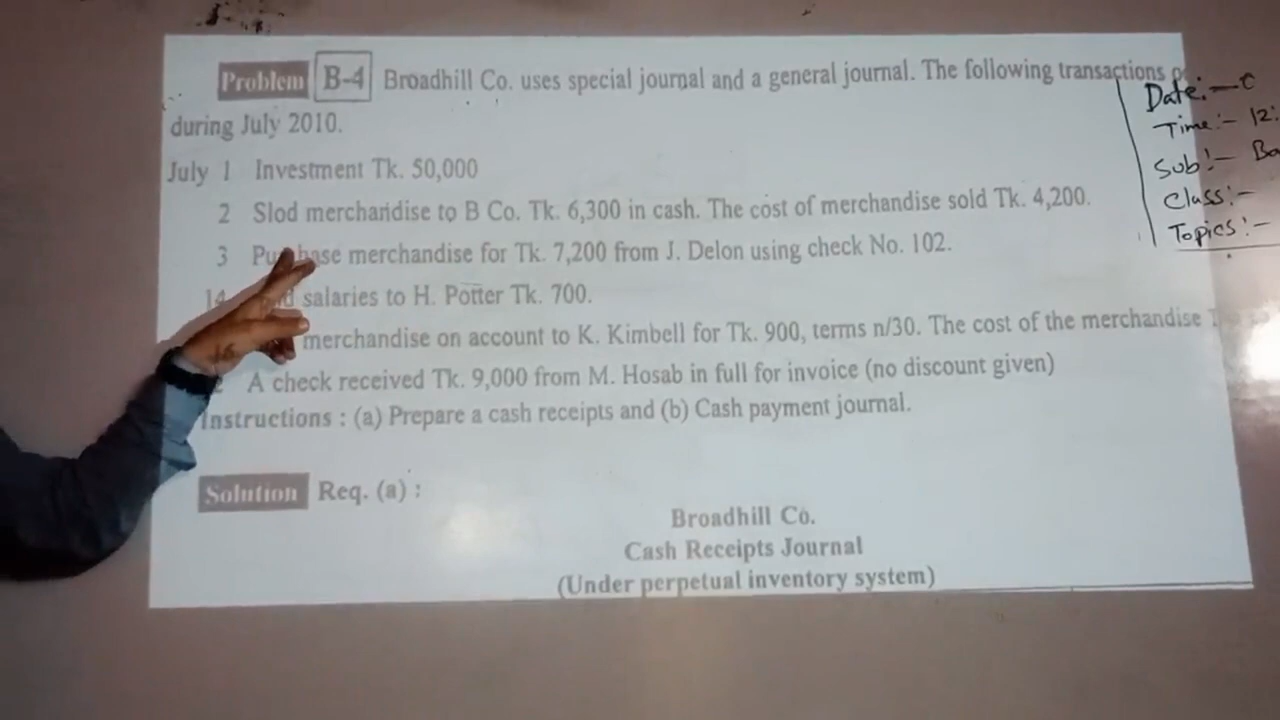 Problem B-4 Broadhill Co. uses special journal and a general journal. The following transactions
during July 2010.
July 1 Investment Tk. 50,000
2 Slod merchandise to B Co. Tk. 6,300 in cash. The cost of merchandise sold Tk. 4,200.
3 merchandise for Tk. 7,200 from J. Delon using check No. 102.
salaries to H. Potter Tk. 700.
merchandise on account to K. Kimbell for Tk. 900, terms n/30. The cost of the merchandise
A check received Tk. 9,000 from M. Hosab in full for invoice (no discount given)
Instructions : (a) Prepare a cash receipts and (b) Cash payment journal.
Solution Req. (a) :
Broadhill Co.
Cash Receipts Journal
(Under perpetual inventory system)
Date:-
Time:- 12:
Sub:-
Class:-
Topics:-